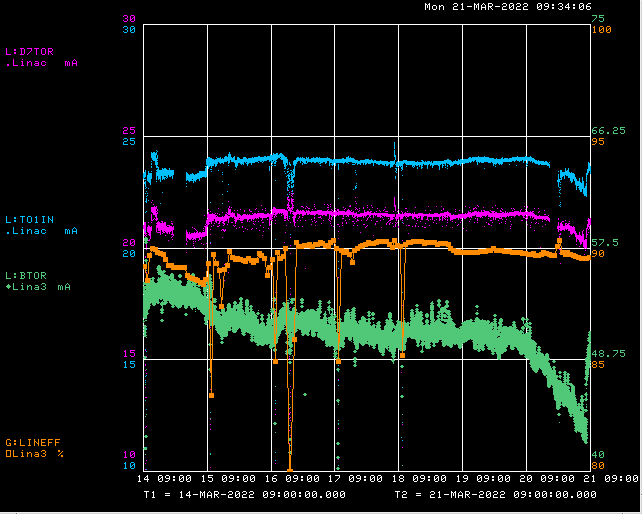 Mon 21-MAR-2022 09:34:06
30 75
30 100
L:D7TOR
.Linac mA
25 66.25
25 95
L:TO1IN
.Linac mA
20 52.5
20 90
L:BTOR
◆Lina3 mA
15 48.75
15 85
G:LINEFF
□Lina3 %
10 40
10 80
14 09:00 15 09:00 16 09:00 17 09:00 18 09:00 19 09:00 20 09:00 21 09:00
T1 = 14-MAR-2022 09:00:00.000 T2 = 21-MAR-2022 09:00:00.000